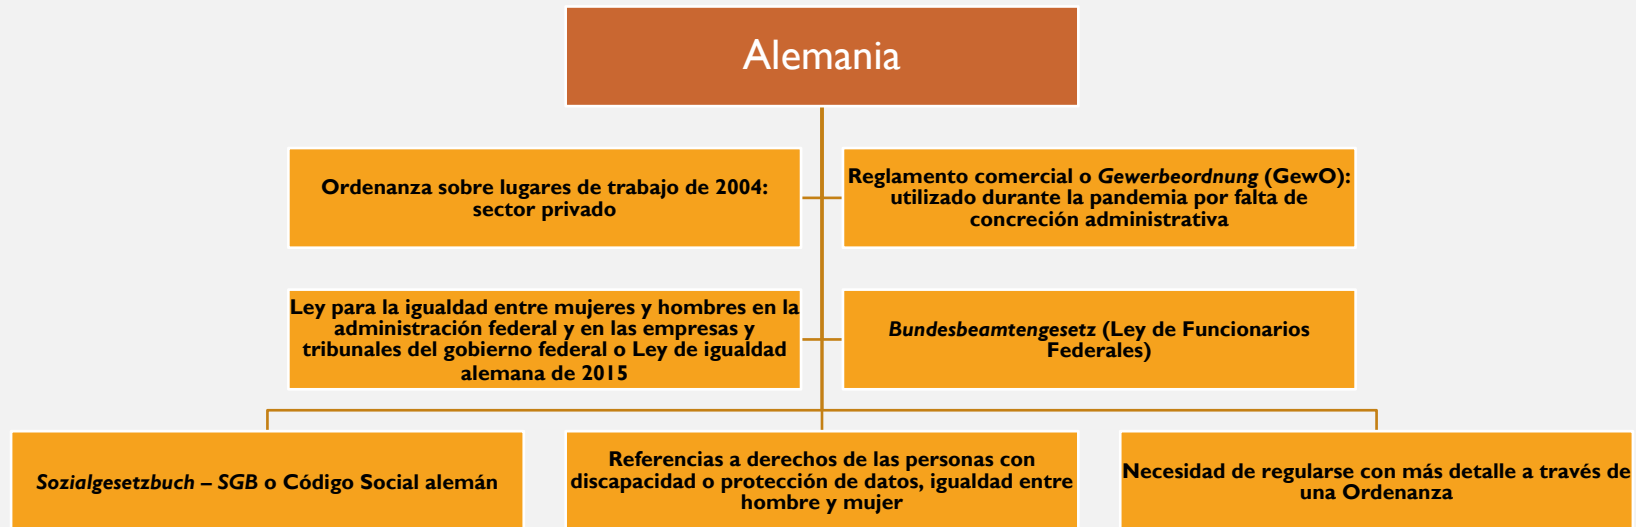 Alemania
Ordenanza sobre lugares de trabajo de 2004:
sector privado
Reglamento comercial o Gewerbeordnung (GewO):
utilizado durante la pandemia por falta de
concreción administrativa
Ley para la igualdad entre mujeres y hombres en la
administración federal y en las empresas y
tribunales del gobierno federal o Ley de igualdad
alemana de 2015
Bundesbeamtengesetz (Ley de Funcionarios
Federales)
Sozialgesetzbuch – SGB o Código Social alemán
Referencias a derechos de las personas con
discapacidad o protección de datos, igualdad entre
hombre y mujer
Necesidad de regularse con más detalle a través de
una Ordenanza